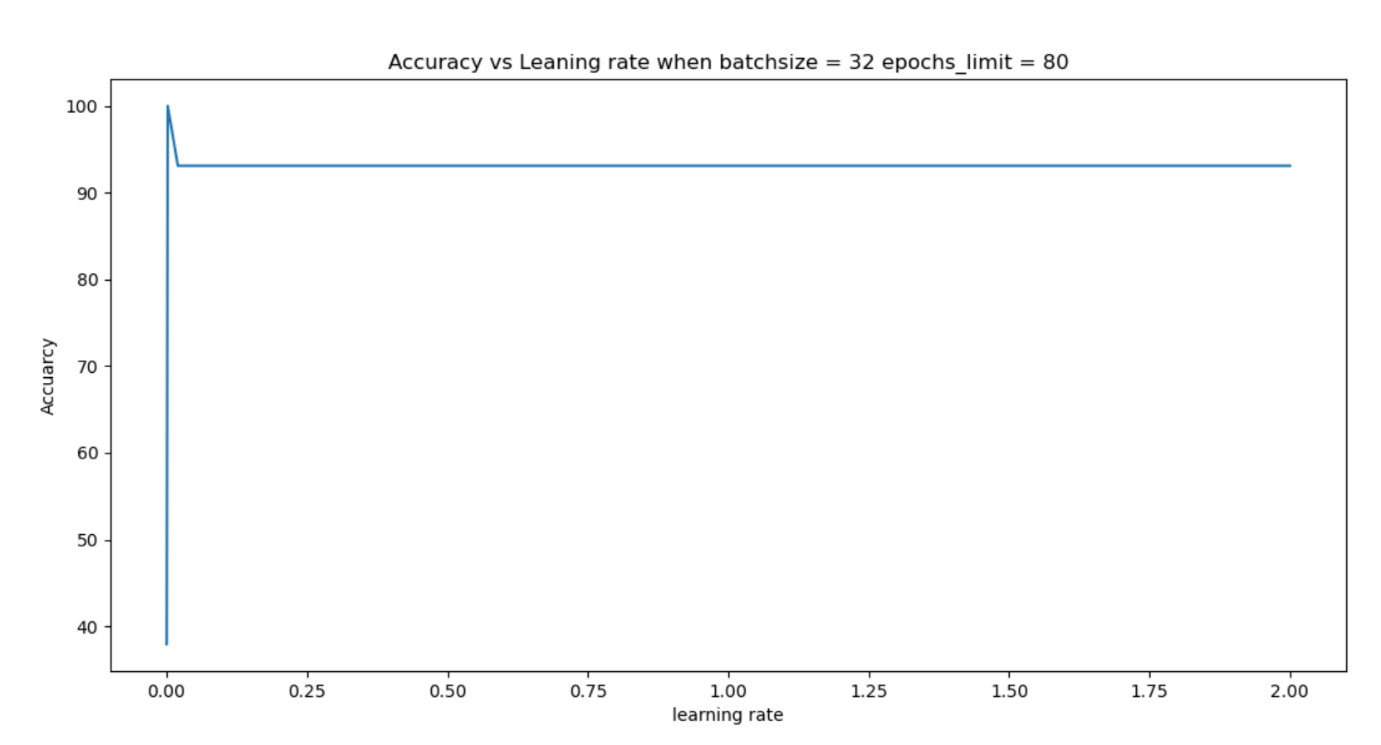 Accuracy vs Leaning rate when batchsize = 32 epochs_limit = 80
100
90
80
70
60
50
40
Accuarcy
0.00 0.25 0.50 0.75 1.00 1.25 1.50 1.75 2.00
learning rate